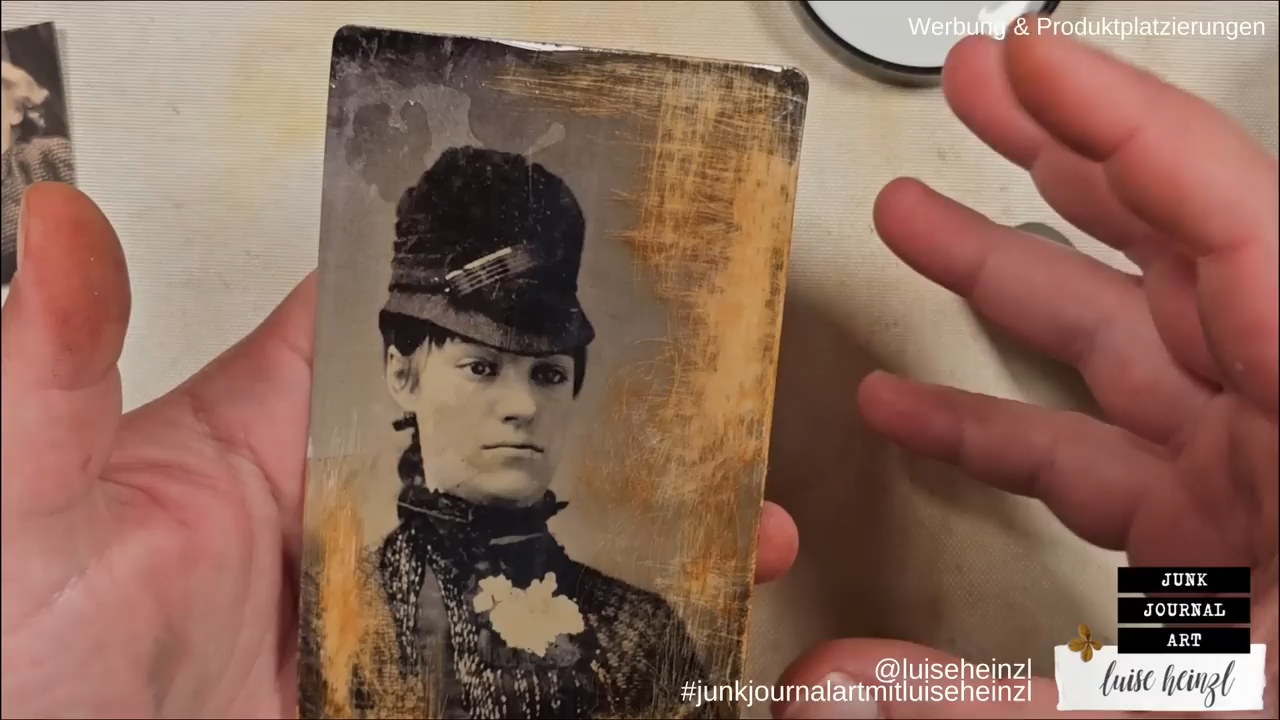 Werbung & Produktplatzierungen
JUNK
JOURNAL
ART
luise heinzl
@luiseheinzl
#junkjournalartmitluiseheinzl